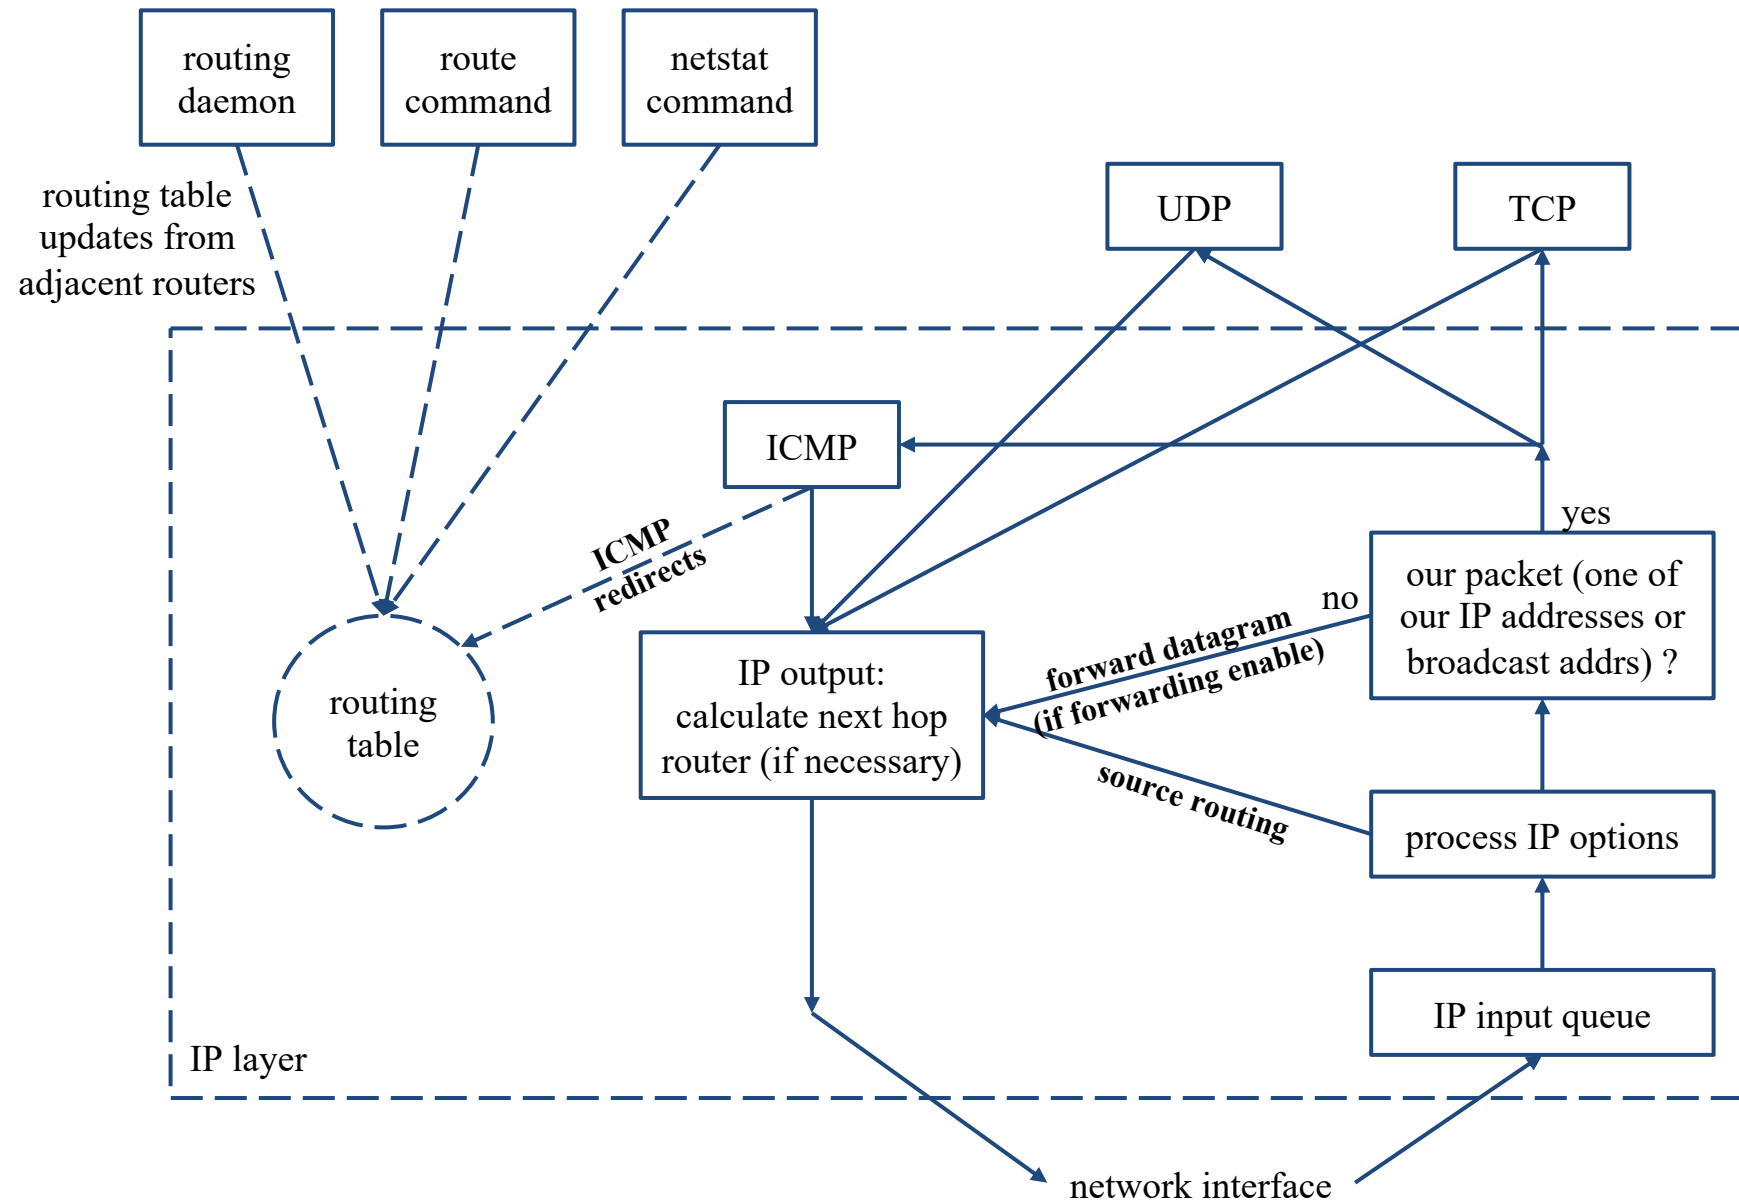 routing
daemon
route
command
netstat
command
routing table
updates from
adjacent routers
UDP
TCP
ICMP
yes
ICMP
redirects
our packet (one of
our IP addresses or
broadcast addrs) ?
no
forward datagram
(if forwarding enable)
IP output:
calculate next hop
router (if necessary)
routing
table
source routing
process IP options
IP input queue
IP layer
network interface